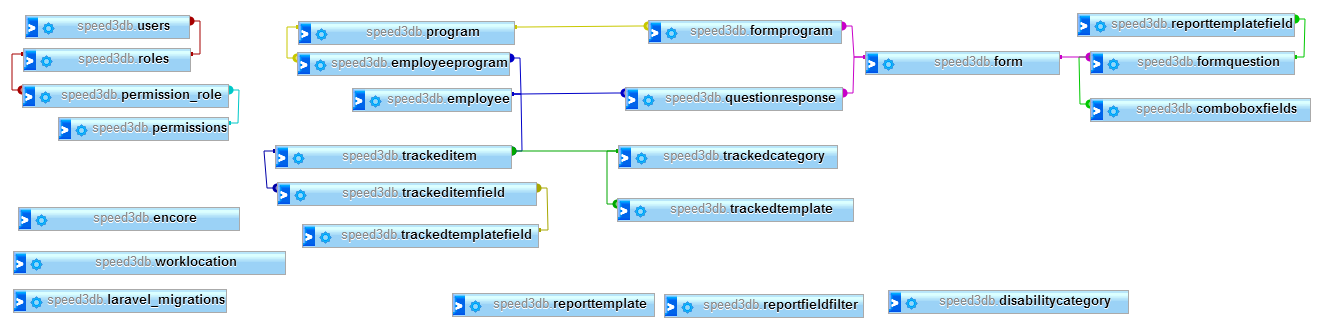 speed3db.users
speed3db.roles
speed3db.permission_role
speed3db.permissions
speed3db.program
speed3db.employeeprogram
speed3db.employee
speed3db.formprogram
speed3db.questionresponse
speed3db.form
speed3db.reporttemplatefield
speed3db.formquestion
speed3db.comboboxfields
speed3db.trackeditem
speed3db.trackeditemfield
speed3db.trackedtemplatefield
speed3db.trackedcategory
speed3db.trackedtemplate
speed3db.encore
speed3db.worklocation
speed3db.laravel_migrations
speed3db.reporttemplate
speed3db.reportfieldfilter
speed3db.disabilitycategory